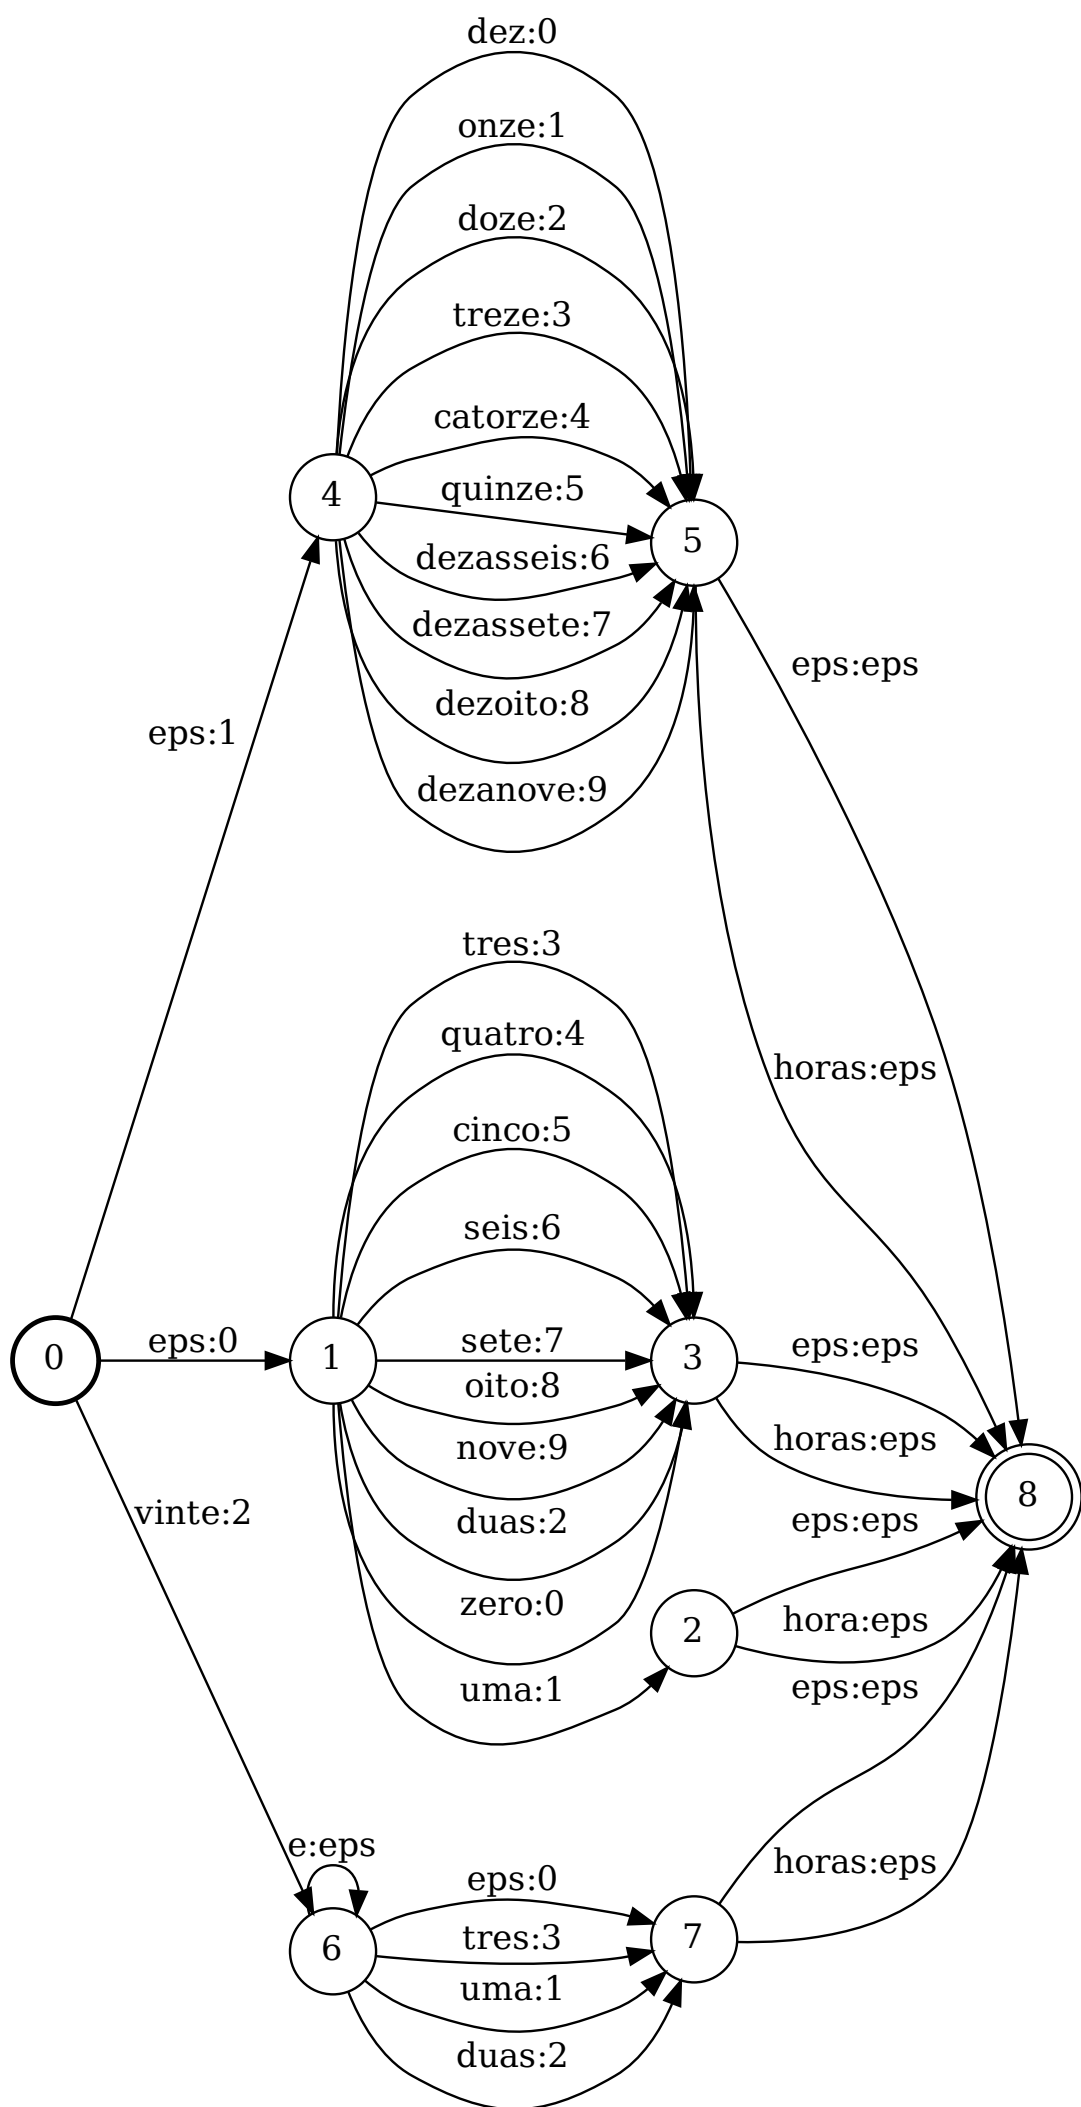 dez:0
onze:1
doze:2
treze:3
catorze:4
4
quinze:5
5
dezasseis:6
dezassete:7
eps:eps
dezoito:8
eps:1
dezanove:9
tres:3
quatro:4
horas:eps
cinco:5
seis:6
0
eps:0
1
sete:7
3
eps:eps
oito:8
horas:eps
nove:9
8
vinte:2
duas:2
eps:eps
zero:0
2
hora:eps
uma:1
eps:eps
e:eps
horas:eps
eps:0
6
tres:3
7
uma:1
duas:2